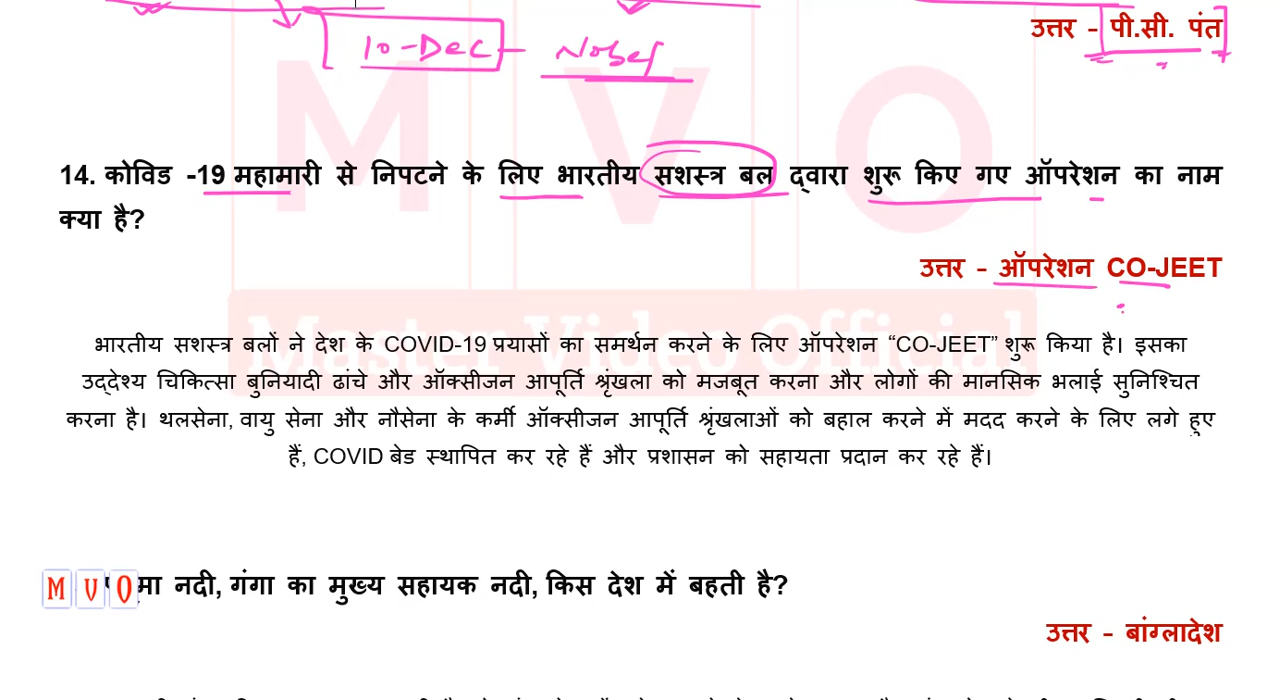 उत्तर - पी.सी. पंत
10-Dec - Nobel
14. कोविड -19 महामारी से निपटने के लिए भारतीय सशस्त्र बल द्वारा शुरू किए गए ऑपरेशन का नाम
क्या है?
उत्तर - ऑपरेशन CO-JEET
भारतीय सशस्त्र बलों ने देश के COVID-19 प्रयासों का समर्थन करने के लिए ऑपरेशन “CO-JEET” शुरू किया है। इसका
उद्देश्य चिकित्सा बुनियादी ढांचे और ऑक्सीजन आपूर्ति श्रृंखला को मजबूत करना और लोगों की मानसिक भलाई सुनिश्चित
करना है। थलसेना, वायु सेना और नौसेना के कर्मी ऑक्सीजन आपूर्ति श्रृंखलाओं को बहाल करने में मदद करने के लिए लगे हुए
हैं, COVID बेड स्थापित कर रहे हैं और प्रशासन को सहायता प्रदान कर रहे हैं।
MVO
Master Video Official
MVO मा नदी, गंगा का मुख्य सहायक नदी, किस देश में बहती है?
उत्तर - बांग्लादेश